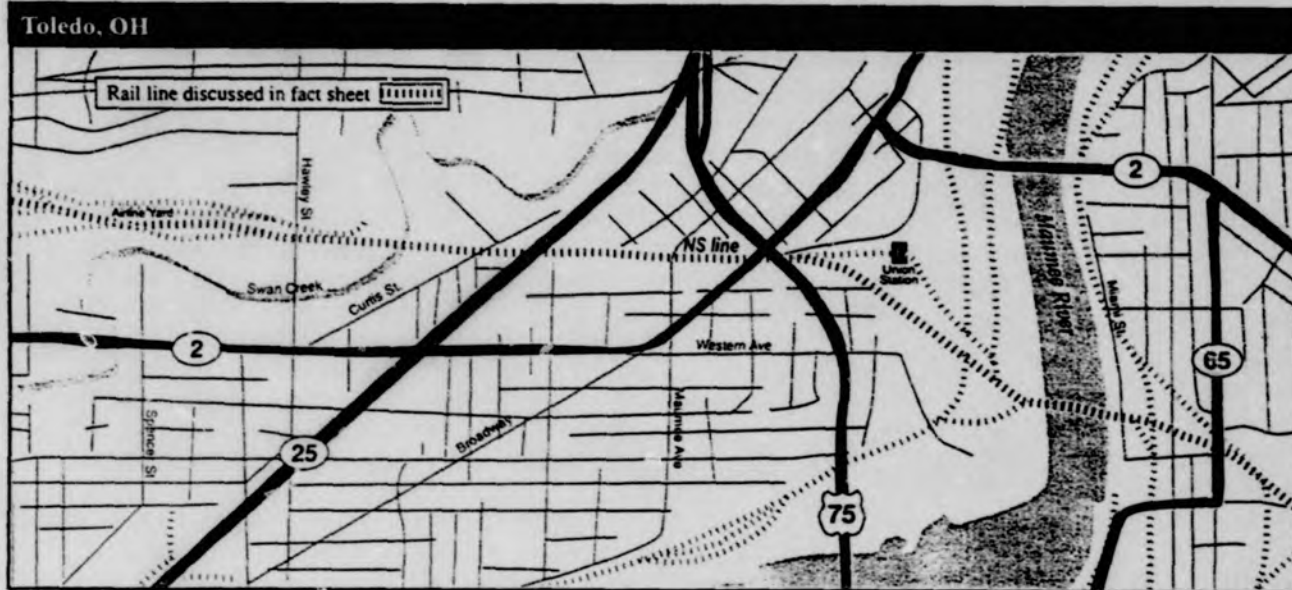 Toledo, OH
Rail line discussed in fact sheet
Hawley St
Airline Yard
NS line
Union
Station
Maumee River
2
Swan Creek
Curtis St.
Miami St.
2
Western Ave
65
Spencer St
Broadway
Maumee Ave
25
75